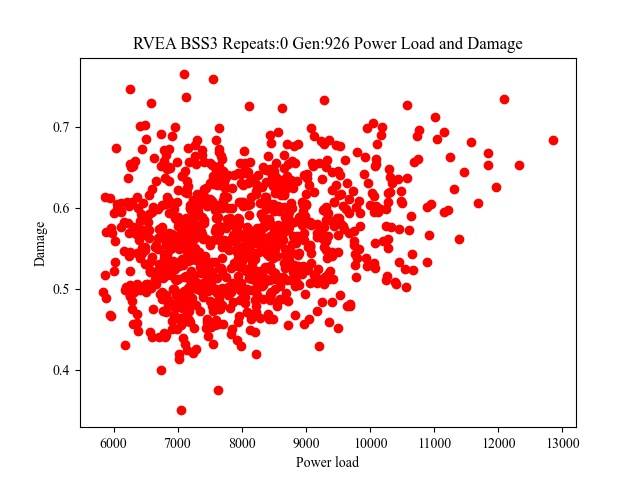 RVEA BSS3 Repeats:0 Gen:926 Power Load and Damage
0.7
0.6
0.5
0.4
Damage
6000 7000 8000 9000 10000 11000 12000 13000
Power load